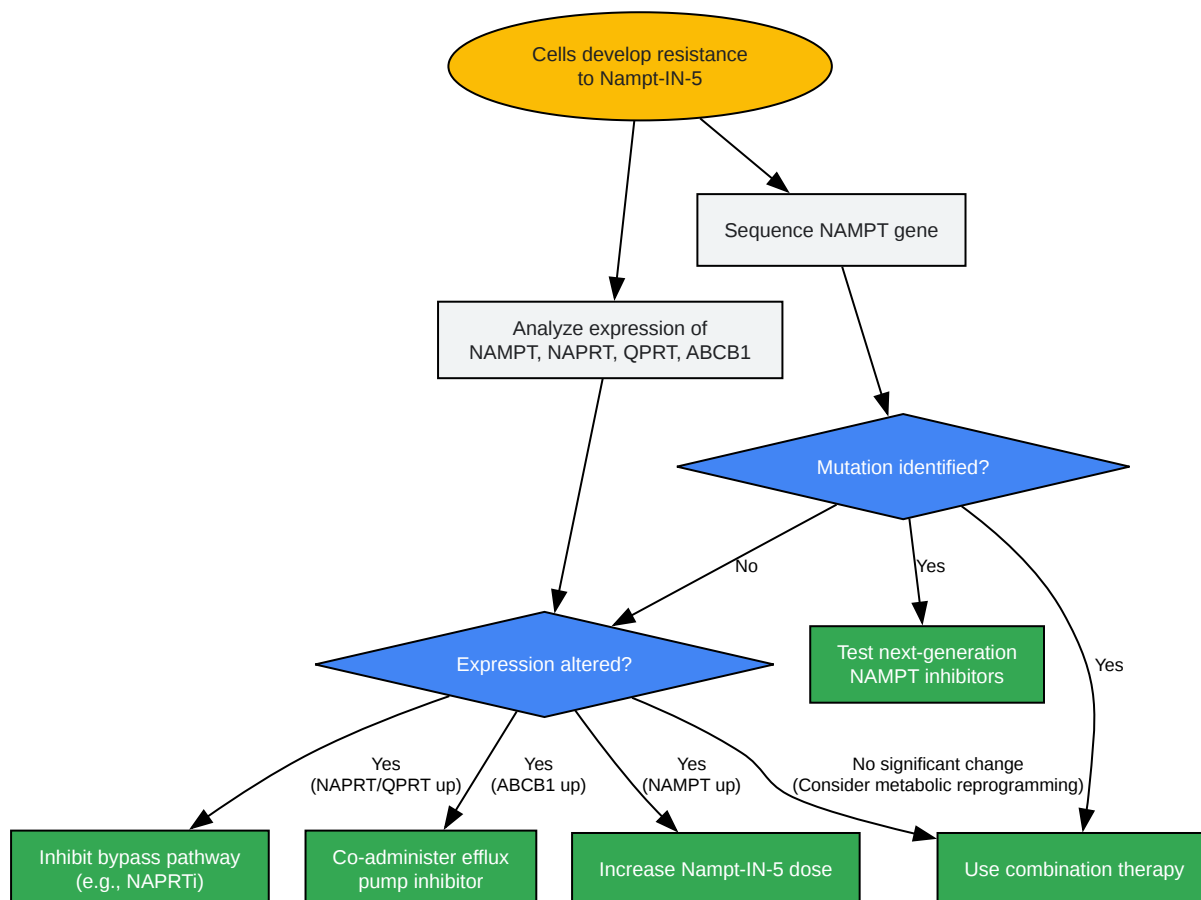 Cells develop resistance
to Nampt-IN-5
Sequence NAMPT gene
Analyze expression of
NAMPT, NAPRT, QPRT, ABCB1
Mutation identified?
No
Yes
Expression altered?
Test next-generation
NAMPT inhibitors
Yes
Yes
(NAPRT/QPRT up)
Yes
(ABCB1 up)
Yes
(NAMPT up)
No significant change
(Consider metabolic reprogramming)
Inhibit bypass pathway
(e.g., NAPRTi)
Co-administer efflux
pump inhibitor
Increase Nampt-IN-5 dose
Use combination therapy